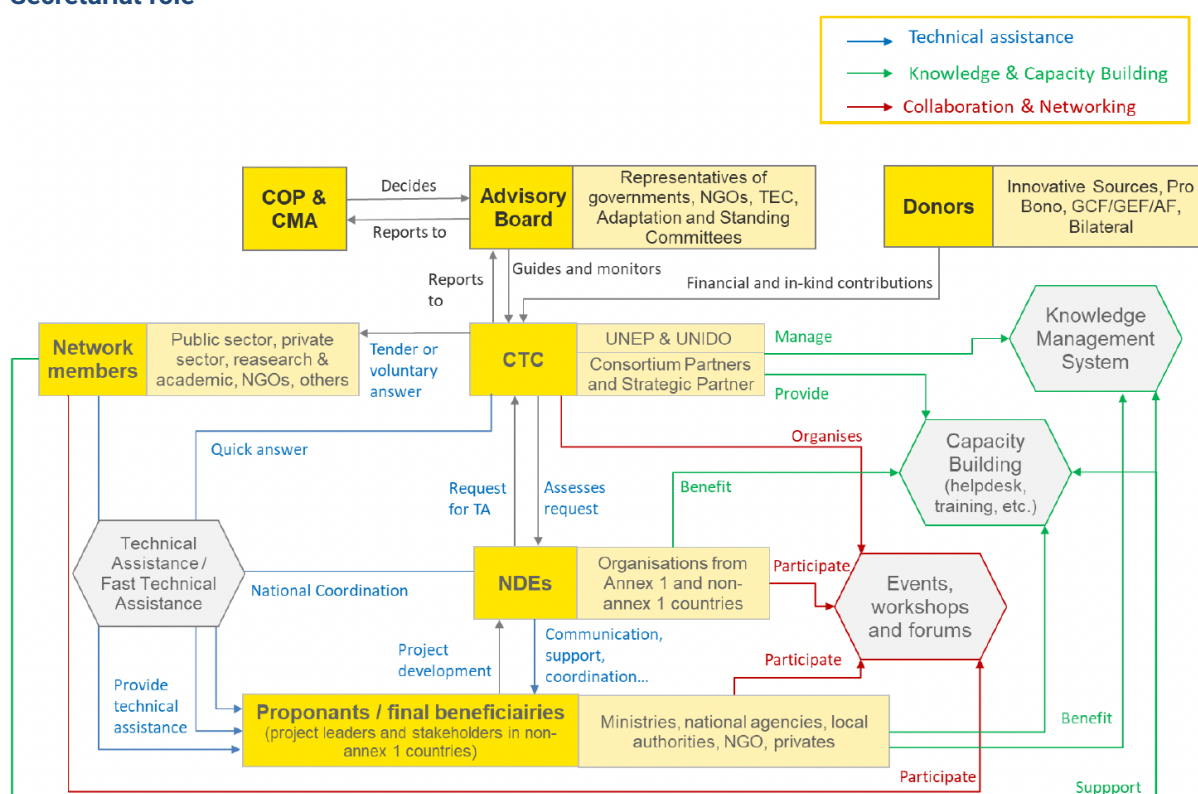 Secretariat role
Technical assistance
Knowledge & Capacity Building
Collaboration & Networking
COP &
CMA
Decides
Reports to
Advisory
Board
Representatives of
governments, NGOs, TEC,
Adaptation and Standing
Committees
Donors
Innovative Sources, Pro
Bono, GCF/GEF/AF,
Bilateral
Reports
to
Guides and monitors
Financial and in-kind contributions
Network
members
Public sector, private
sector, reasearch &
academic, NGOs, others
Tender or
voluntary
answer
CTC
UNEP & UNIDO
Consortium Partners
and Strategic Partner
Manage
Provide
Knowledge
Management
System
Quick answer
Organises
Capacity
Building
(helpdesk,
training, etc.)
Request
for TA
Assesses
request
Benefit
Technical
Assistance /
Fast Technical
Assistance
National Coordination
NDEs
Organisations from
Annex 1 and non-
annex 1 countries
Participate
Events,
workshops
and forums
Project
development
Communication,
support,
coordination...
Participate
Provide
technical
assistance
Proponants / final beneficiairies
(project leaders and stakeholders in non-
annex 1 countries)
Ministries, national agencies, local
authorities, NGO, privates
Benefit
Participate
Suppport